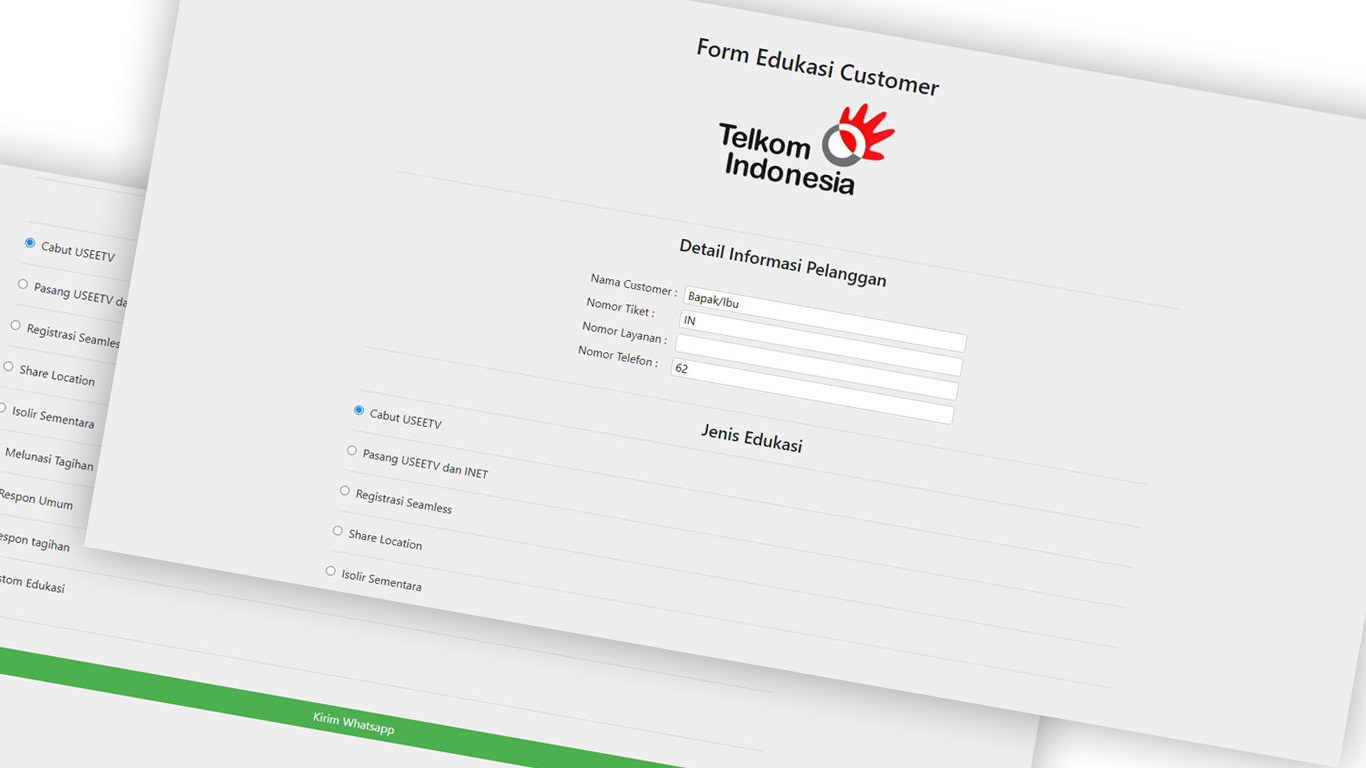 Form Edukasi Customer
Telkom
Indonesia
Detail Informasi Pelanggan
Nama Customer : Bapak/Ibu
Nomor Tiket : IN
Nomor Layanan :
Nomor Telefon : 62
Jenis Edukasi
Cabut USEETV
Pasang USEETV dan INET
Registrasi Seamless
Share Location
Isolir Sementara
Cabut USEETV
Pasang USEETV da
Registrasi Seamles
Share Location
Isolir Sementara
Melunasi Tagihan
Respon Umum
espon tagihan
stom Edukasi
Kirim Whatsapp